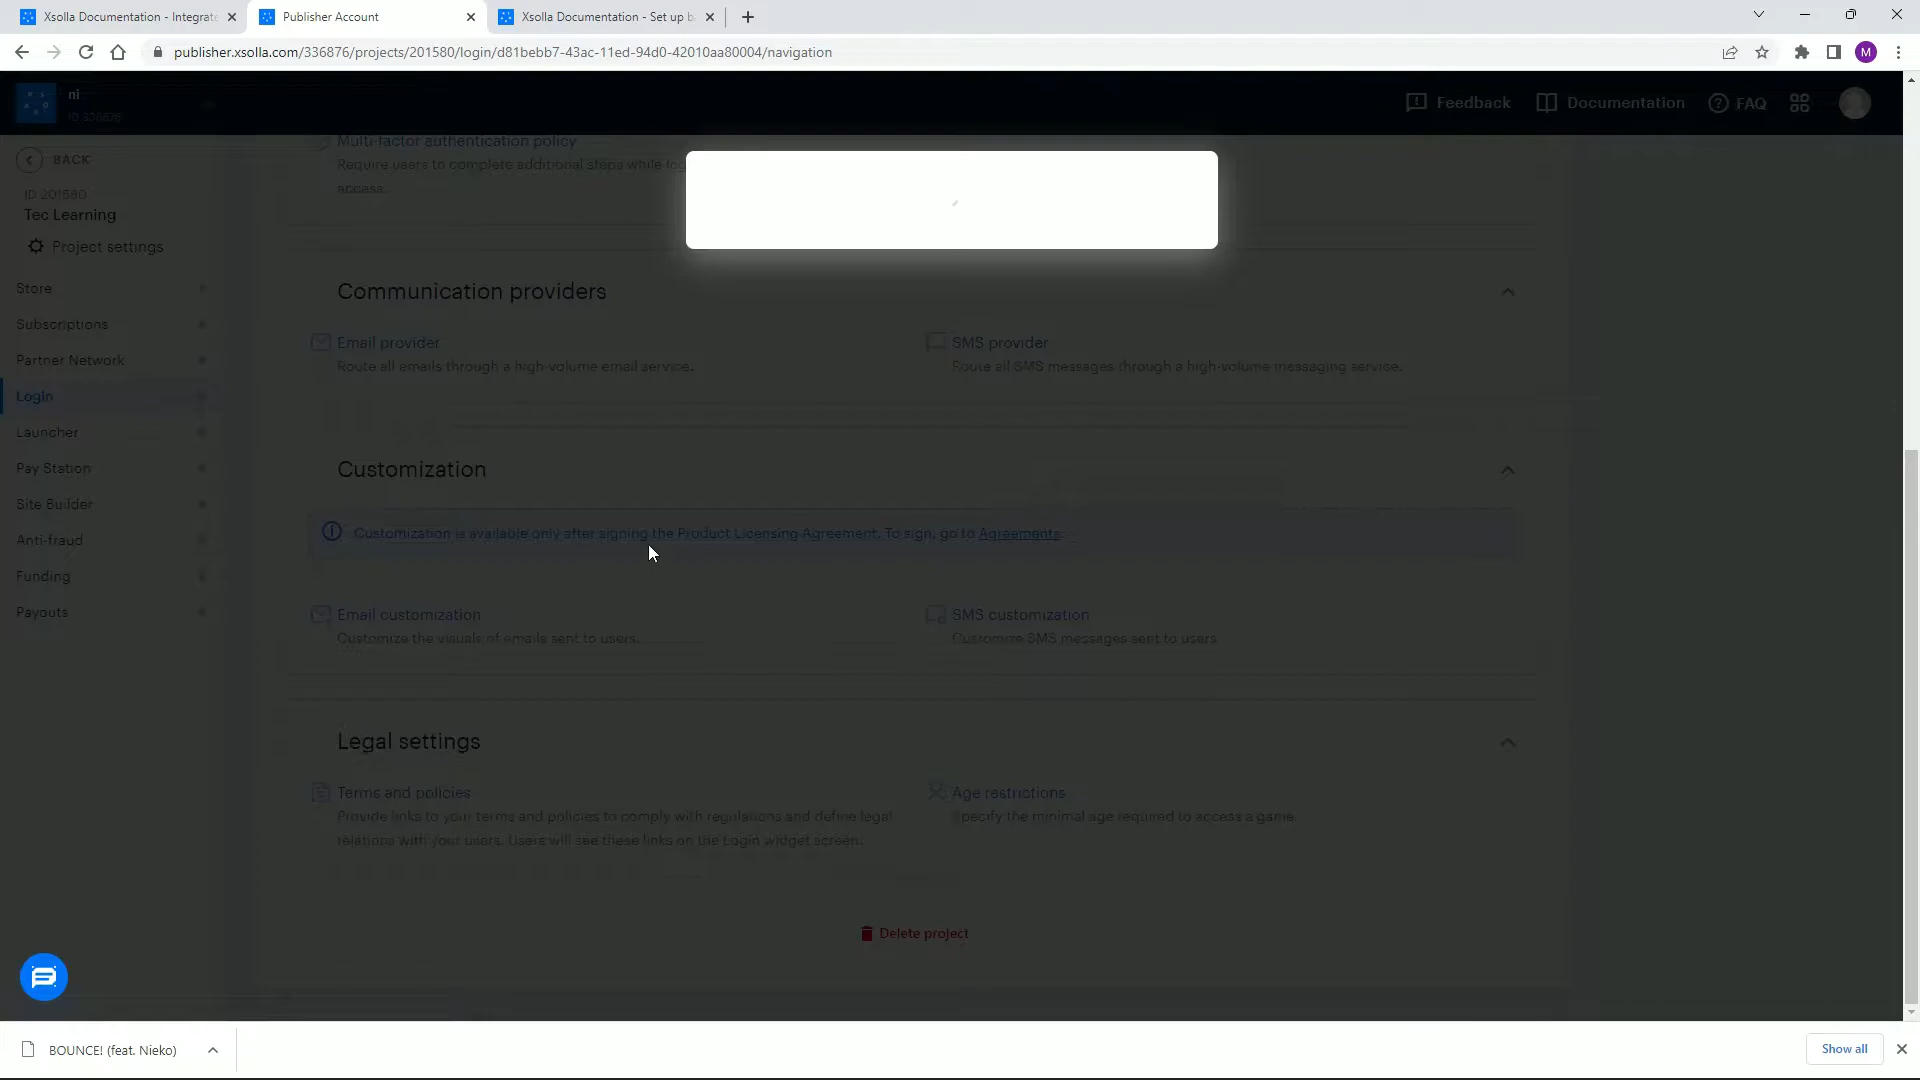 Xsolla Documentation - Integrate
Publisher Account
Xsolla Documentation - Set up b
publisher.xsolla.com/336876/projects/201580/login/d81bebb7-43ac-11ed-94d0-42010aa80004/navigation
M
ni
ID 336876
Feedback
Documentation
FAQ
BACK
ID 201580
Tec Learning
Project settings
Store
Subscriptions
Partner Network
Login
Launcher
Pay Station
Site Builder
Anti-fraud
Funding
Payouts
Multi-factor authentication policy
Require users to complete additional steps while log
access.
Communication providers
Email provider
Route all emails through a high-volume email service.
SMS provider
Route all SMS messages through a high-volume messaging service.
Customization
Customization is available only after signing the Product Licensing Agreement. To sign, go to Agreements.
Email customization
Customize the visuals of emails sent to users.
SMS customization
Customize SMS messages sent to users
Legal settings
Terms and policies
Provide links to your terms and policies to comply with regulations and define legal
relations with your users. Users will see these links on the Login widget screen.
Age restrictions
Specify the minimal age required to access a game.
Delete project
BOUNCE! (feat. Nieko)
Show all